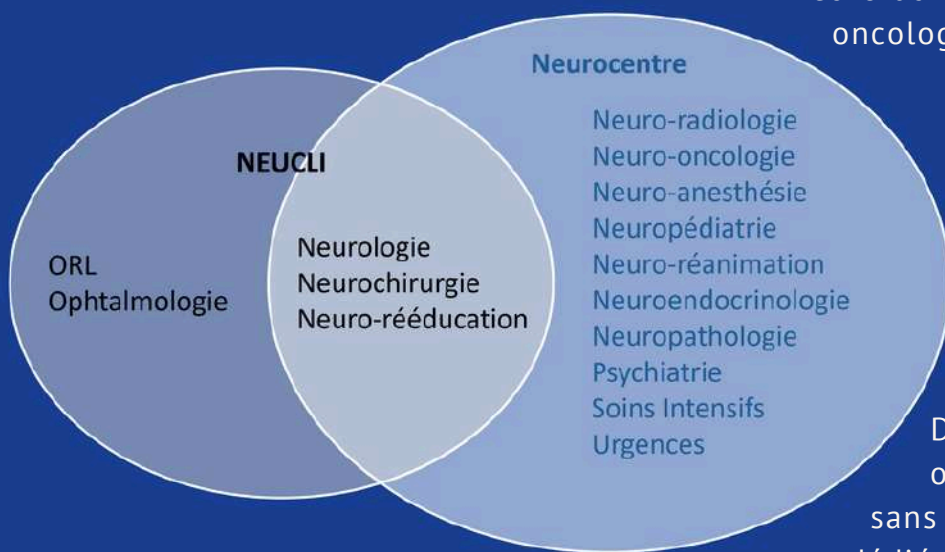 oncolog
Neurocentre
Neuro-radiologie
Neuro-oncologie
Neuro-anesthésie
Neuropédiatrie
Neuro-réanimation
Neuroendocrinologie
Neuropathologie
Psychiatrie
Soins Intensifs
Urgences
NEUCLI
ORL
Ophtalmologie
Neurologie
Neurochirurgie
Neuro-rééducation
D
o
sans